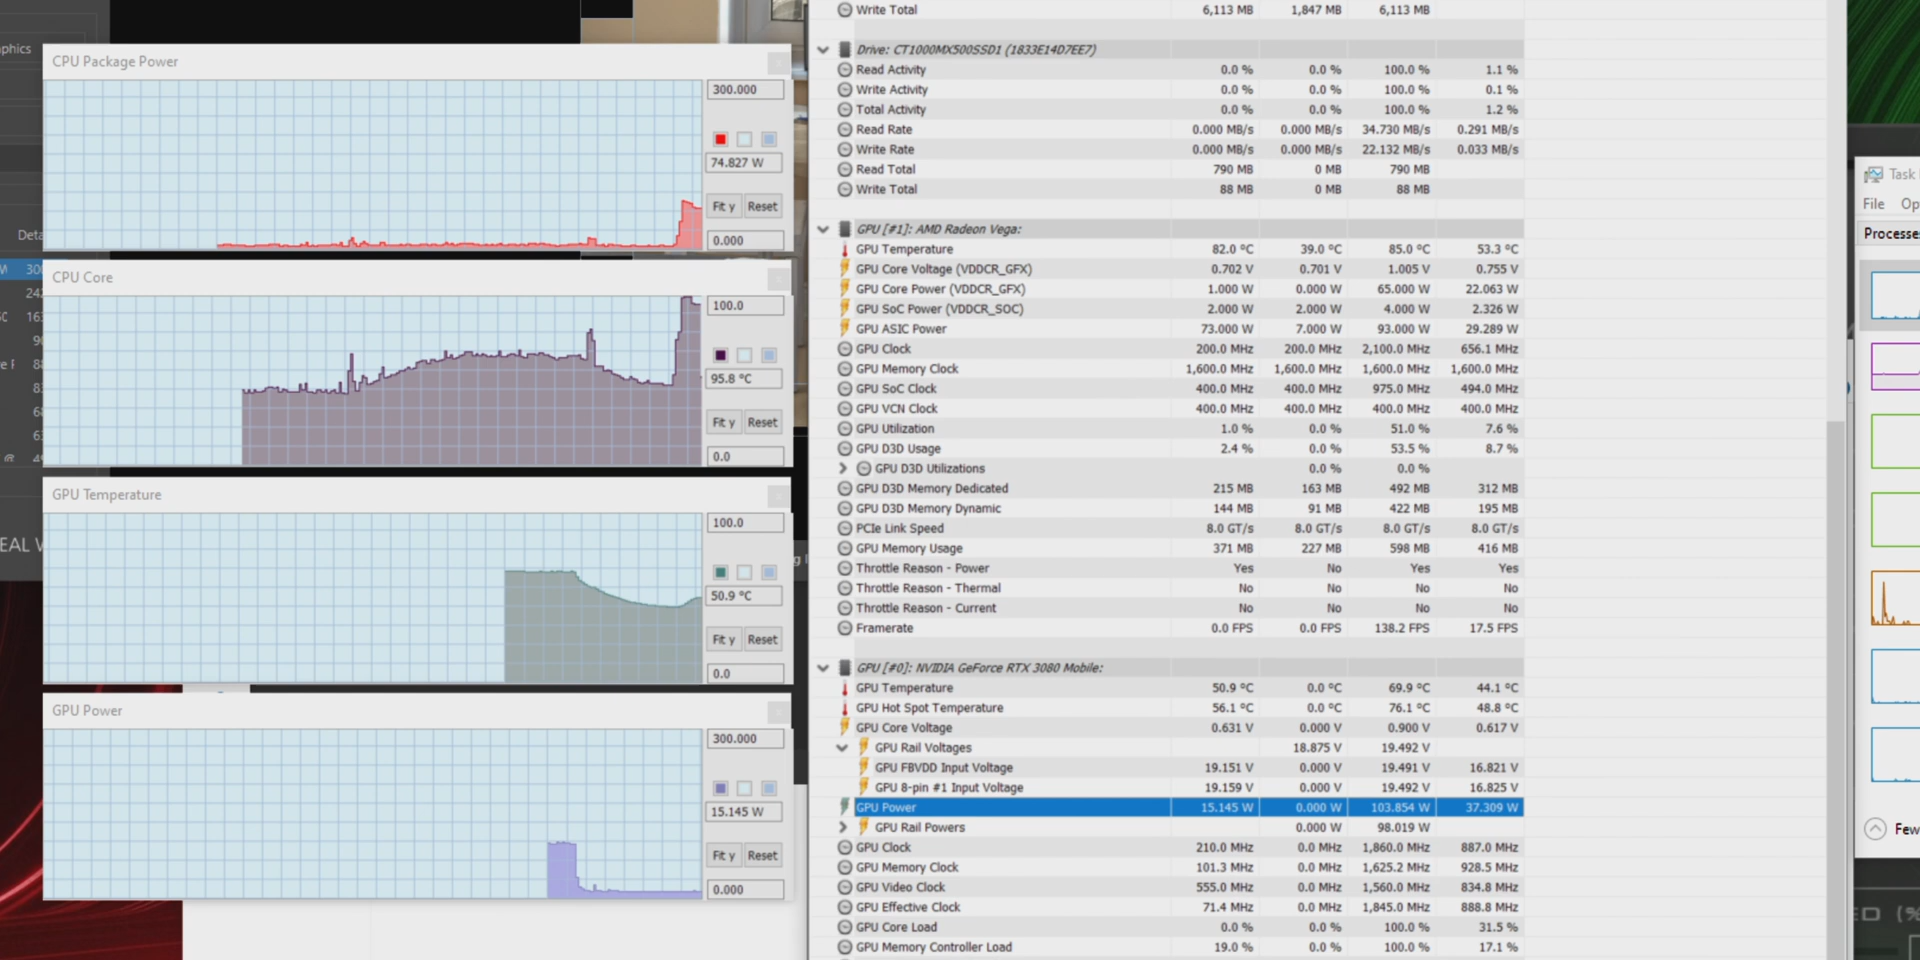 Write Total 6,113 MB 1,847 MB 6,113 MB
Drive: CT1000MX500SSD1 (1833E14D7EE7)
Read Activity 0.0 % 0.0 % 100.0 % 1.1 %
Write Activity 0.0 % 0.0 % 100.0 % 0.1 %
Total Activity 0.0 % 0.0 % 100.0 % 1.2 %
Read Rate 0.000 MB/s 0.000 MB/s 34.730 MB/s 0.291 MB/s
Write Rate 0.000 MB/s 0.000 MB/s 22.132 MB/s 0.033 MB/s
Read Total 790 MB 0 MB 790 MB
Write Total 88 MB 0 MB 88 MB
GPU [#1]: AMD Radeon Vega:
GPU Temperature 82.0 °C 39.0 °C 85.0 °C 53.3 °C
GPU Core Voltage (VDDCR_GFX) 0.702 V 0.701 V 1.005 V 0.755 V
GPU Core Power (VDDCR_GFX) 1.000 W 0.000 W 65.000 W 22.063 W
GPU SoC Power (VDDCR_SOC) 2.000 W 2.000 W 4.000 W 2.326 W
GPU ASIC Power 73.000 W 7.000 W 93.000 W 29.289 W
GPU Clock 200.0 MHz 200.0 MHz 2,100.0 MHz 656.1 MHz
GPU Memory Clock 1,600.0 MHz 1,600.0 MHz 1,600.0 MHz 1,600.0 MHz
GPU SoC Clock 400.0 MHz 400.0 MHz 975.0 MHz 494.0 MHz
GPU VCN Clock 400.0 MHz 400.0 MHz 400.0 MHz 400.0 MHz
GPU Utilization 1.0 % 0.0 % 51.0 % 7.6 %
GPU D3D Usage 2.4 % 0.0 % 53.5 % 8.7 %
GPU D3D Utilizations 0.0 % 0.0 %
GPU D3D Memory Dedicated 215 MB 163 MB 492 MB 312 MB
GPU D3D Memory Dynamic 144 MB 91 MB 422 MB 195 MB
PCIe Link Speed 8.0 GT/s 8.0 GT/s 8.0 GT/s 8.0 GT/s
GPU Memory Usage 371 MB 227 MB 598 MB 416 MB
Throttle Reason - Power Yes No Yes Yes
Throttle Reason - Thermal No No No No
Throttle Reason - Current No No No No
Framerate 0.0 FPS 0.0 FPS 138.2 FPS 17.5 FPS
GPU [#0]: NVIDIA GeForce RTX 3080 Mobile:
GPU Temperature 50.9 °C 0.0 °C 69.9 °C 44.1 °C
GPU Hot Spot Temperature 56.1 °C 0.0 °C 76.1 °C 48.8 °C
GPU Core Voltage 0.631 V 0.000 V 0.900 V 0.617 V
GPU Rail Voltages 18.875 V 19.492 V
GPU FBVDD Input Voltage 19.151 V 0.000 V 19.491 V 16.821 V
GPU 8-pin #1 Input Voltage 19.159 V 0.000 V 19.492 V 16.825 V
GPU Power 15.145 W 0.000 W 103.854 W 37.309 W
GPU Rail Powers 0.000 W 98.019 W
GPU Clock 210.0 MHz 0.0 MHz 1,860.0 MHz 887.0 MHz
GPU Memory Clock 101.3 MHz 0.0 MHz 1,625.2 MHz 928.5 MHz
GPU Video Clock 555.0 MHz 0.0 MHz 1,560.0 MHz 834.8 MHz
GPU Effective Clock 71.4 MHz 0.0 MHz 1,845.0 MHz 888.8 MHz
GPU Core Load 0.0 % 0.0 % 100.0 % 31.5 %
GPU Memory Controller Load 19.0 % 0.0 % 100.0 % 17.1 %
CPU Package Power
300.000
74.827 W
Fit y Reset
0.000
CPU Core
100.0
95.8 °C
Fit y Reset
0.0
GPU Temperature
100.0
50.9 °C
Fit y Reset
0.0
GPU Power
300.000
15.145 W
Fit y Reset
0.000
Task
File Op
Processes
Few
phics
Deta
EAL